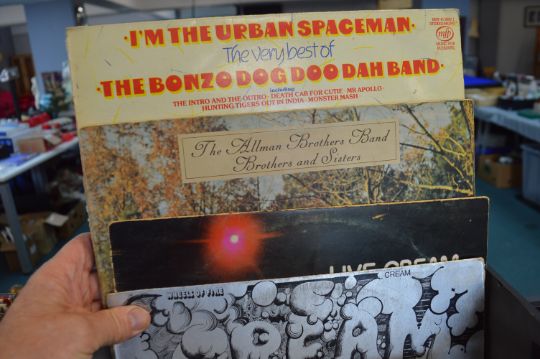 ·I'M THE URBAN SPACEMAN·
The very best of
·THE BONZO DOG DOO DAH BAND·
including
THE INTRO AND THE OUTRO · DEATH CAB FOR CUTIE · MR APOLLO
HUNTING TIGERS OUT IN INDIA · MONSTER MASH
mfp
The Allman Brothers Band
Brothers and Sisters
LIVE CREAM
WHEELS OF FIRE
CREAM
CREAM